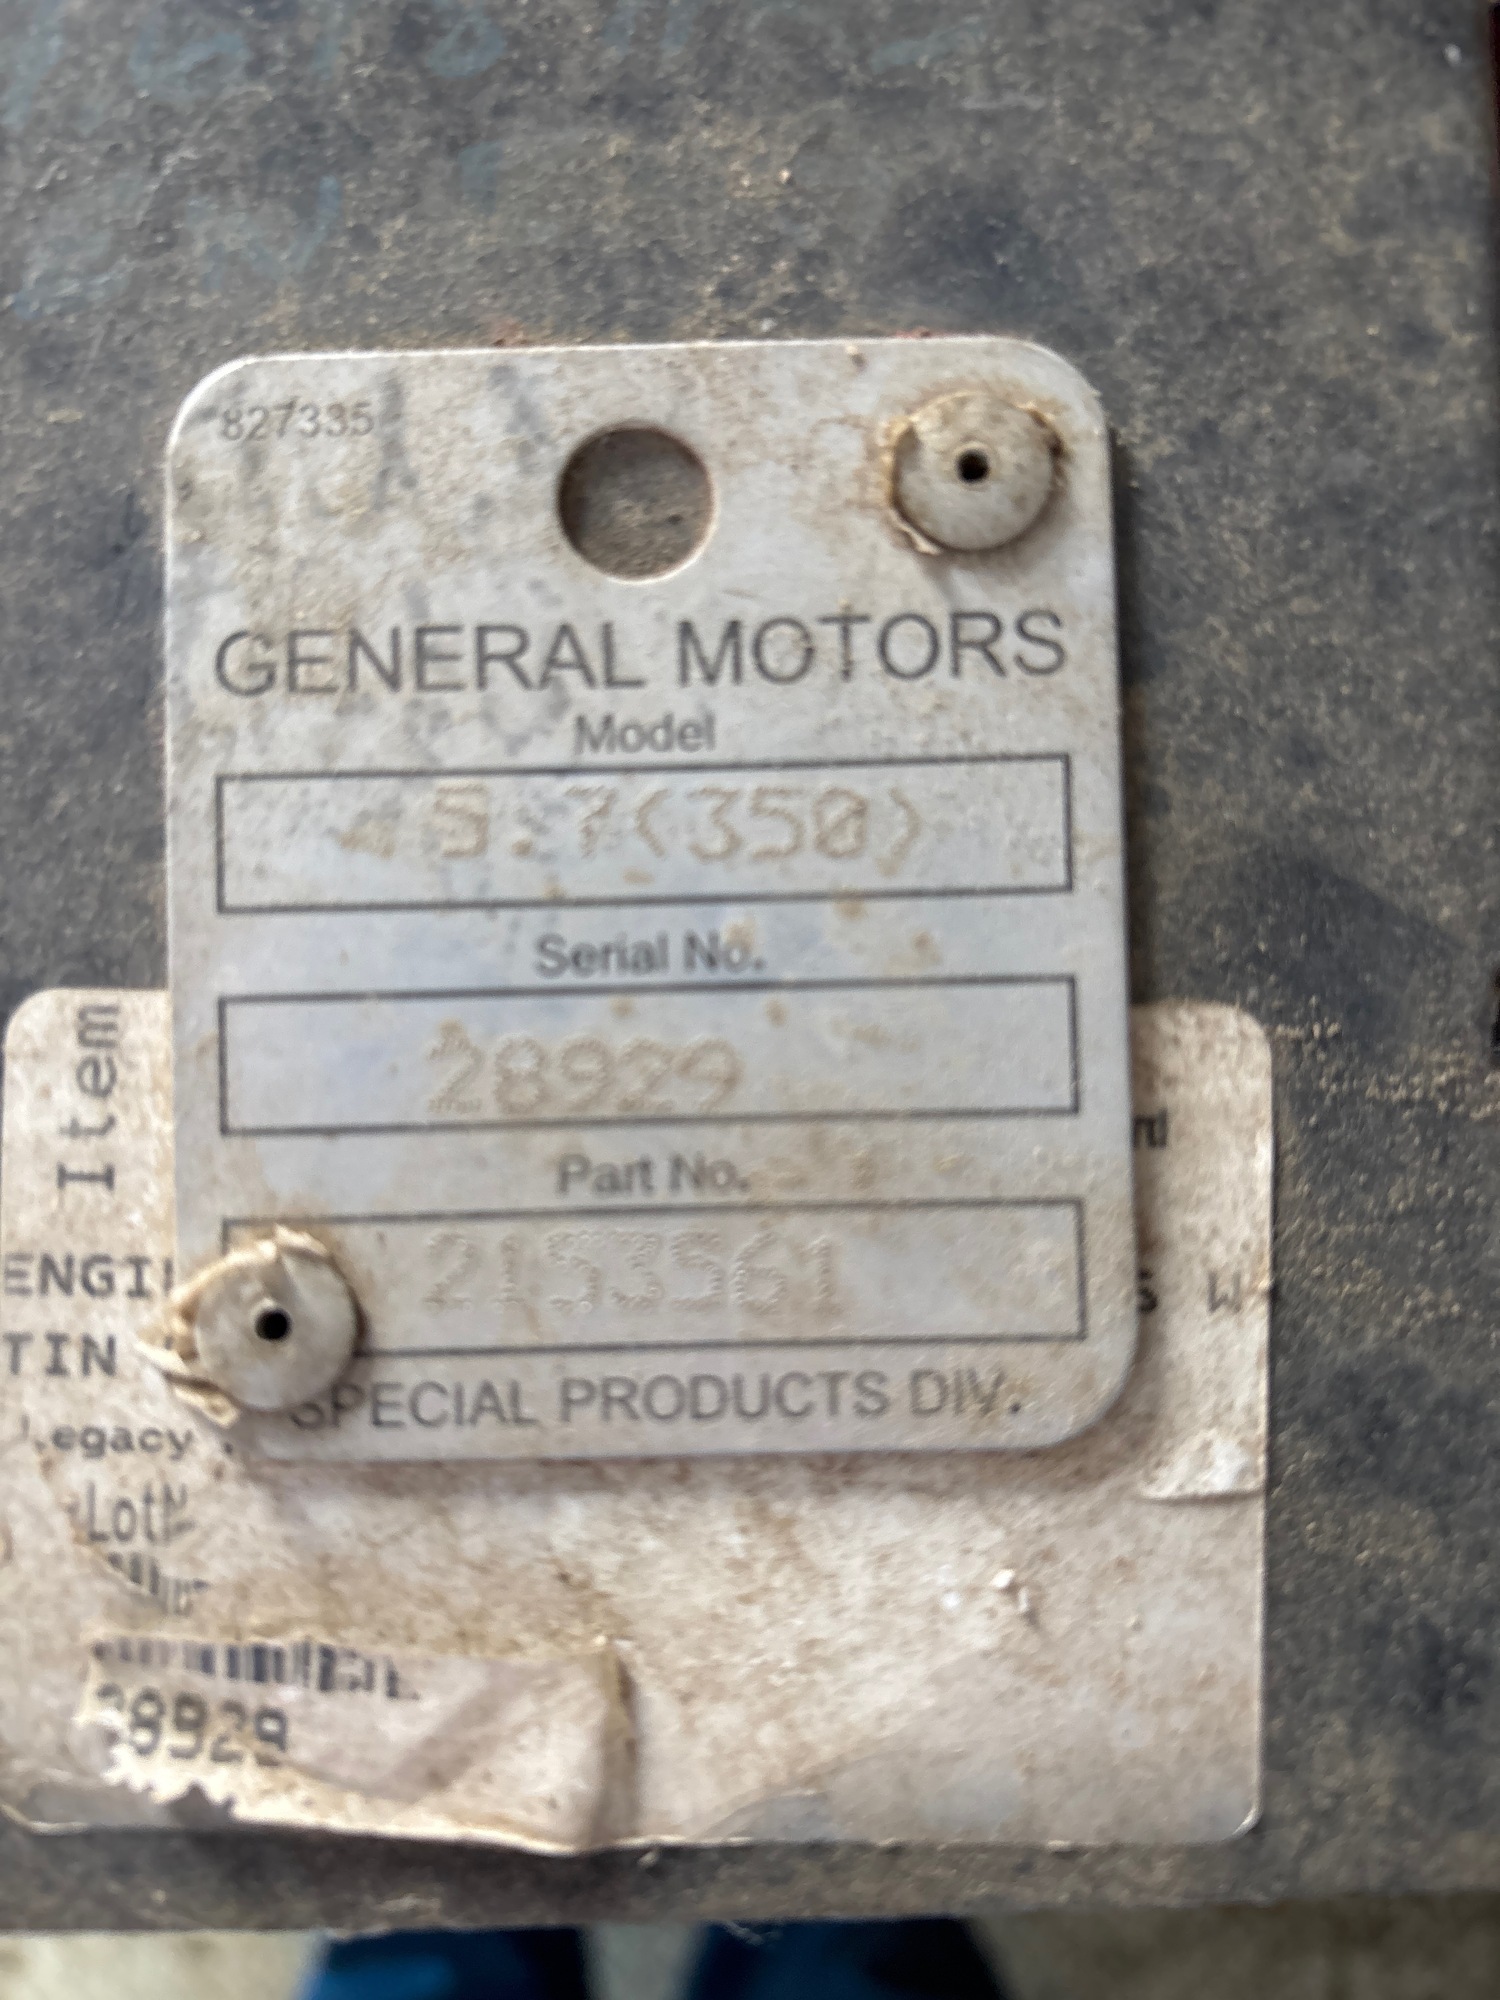 827335
GENERAL MOTORS
Model
5.7(350)
Serial No.
28929
Part No.
2153561
SPECIAL PRODUCTS DIV.
Item
ENGI
TIN
Legacy
Lot
28929